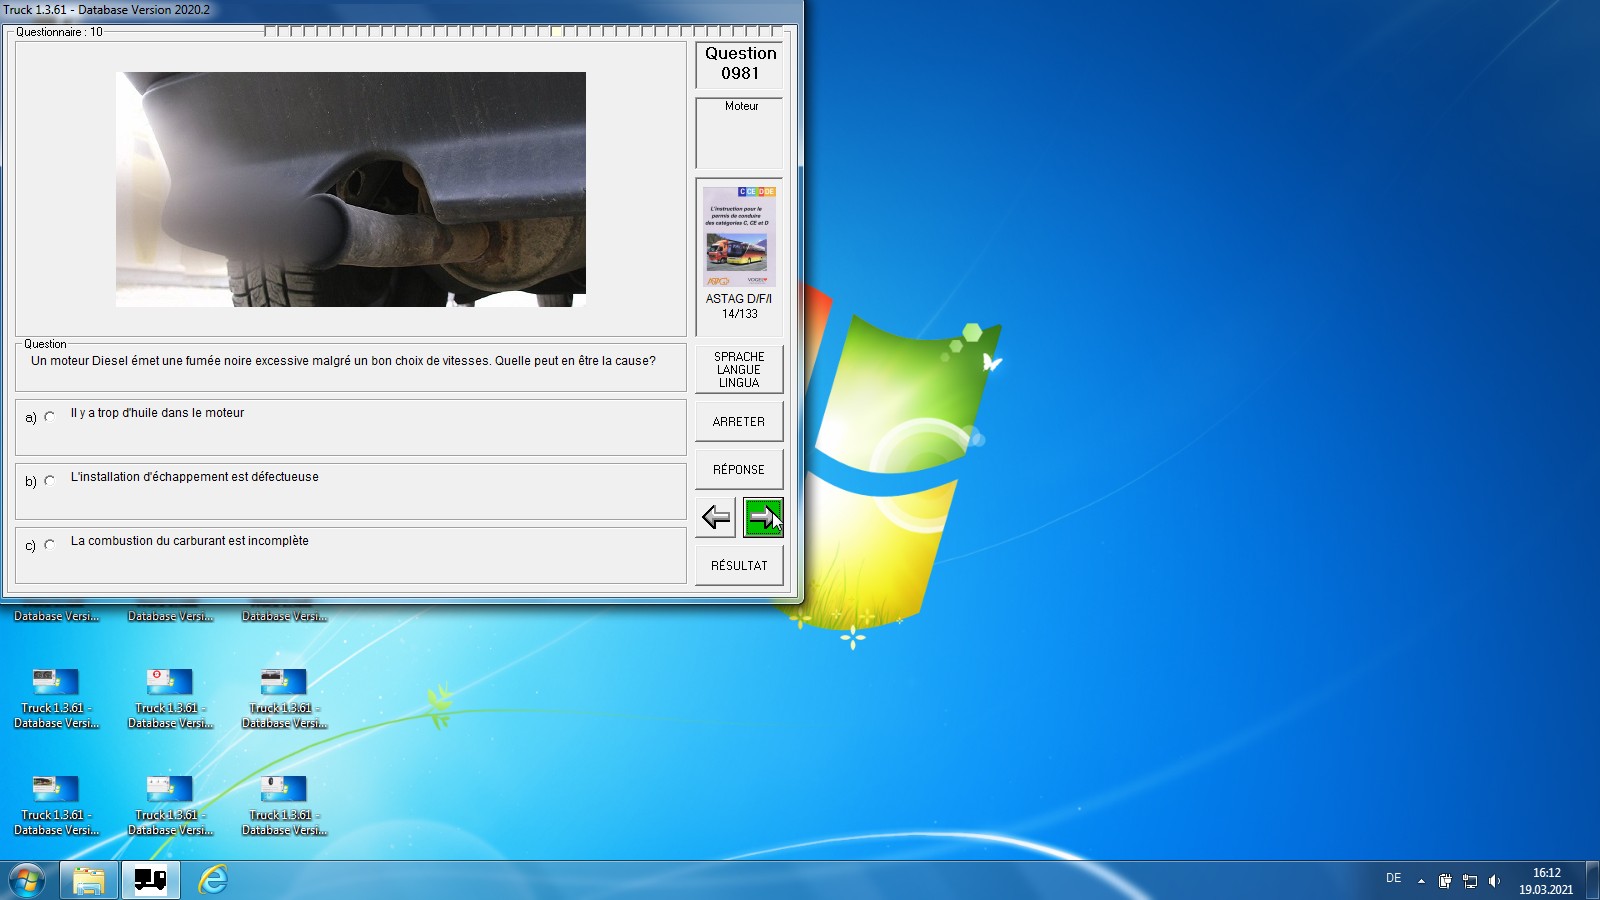 Truck 1.3.61 - Database Version 2020.2
Questionnaire : 10
Question
0981
Moteur
C CE D DE
L'instruction pour le
permis de conduire
des catégories C, CE et D
ASTAG D/F/I
14/133
Question
Un moteur Diesel émet une fumée noire excessive malgré un bon choix de vitesses. Quelle peut en être la cause?
a) Il y a trop d'huile dans le moteur
b) L'installation d'échappement est défectueuse
c) La combustion du carburant est incomplète
SPRACHE
LANGUE
LINGUA
ARRETER
RÉPONSE
RÉSULTAT
Database Versi... Database Versi... Database Versi...
Truck 1.3.61 - Truck 1.3.61 - Truck 1.3.61 -
Database Versi... Database Versi... Database Versi...
Truck 1.3.61 - Truck 1.3.61 - Truck 1.3.61 -
Database Versi... Database Versi... Database Versi...
DE
16:12
19.03.2021